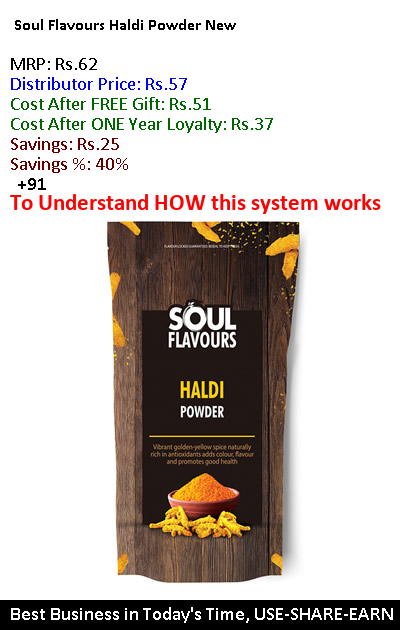 Soul Flavours Haldi Powder New
MRP: Rs.62
Distributor Price: Rs.57
Cost After FREE Gift: Rs.51
Cost After ONE Year Loyalty: Rs.37
Savings: Rs.25
Savings %: 40%
+91
To Understand HOW this system works
SOUL
FLAVOURS
HALDI
POWDER
Vibrant golden-yellow spice naturally
rich in antioxidants adds colour, flavour
and promotes good health
Best Business in Today's Time, USE-SHARE-EARN